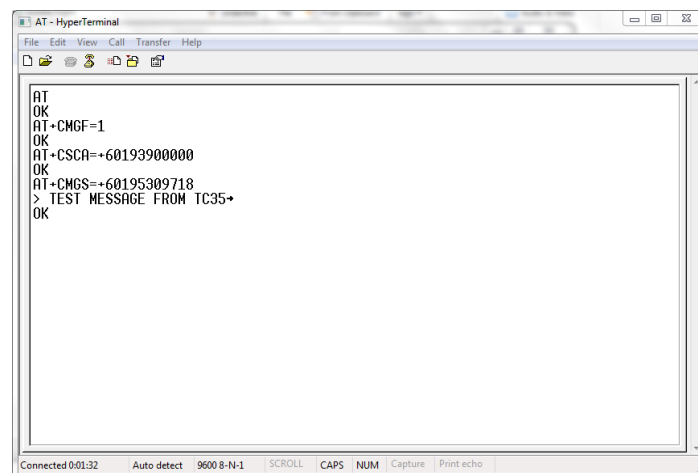 AT - HyperTerminal
File Edit View Call Transfer Help
AT
OK
AT+CMGF=1
OK
AT+CSCA=+60193900000
OK
AT+CMGS=+60195309718
> TEST MESSAGE FROM TC35→
OK
Connected 0:01:32 Auto detect 9600 8-N-1 SCROLL CAPS NUM Capture Print echo